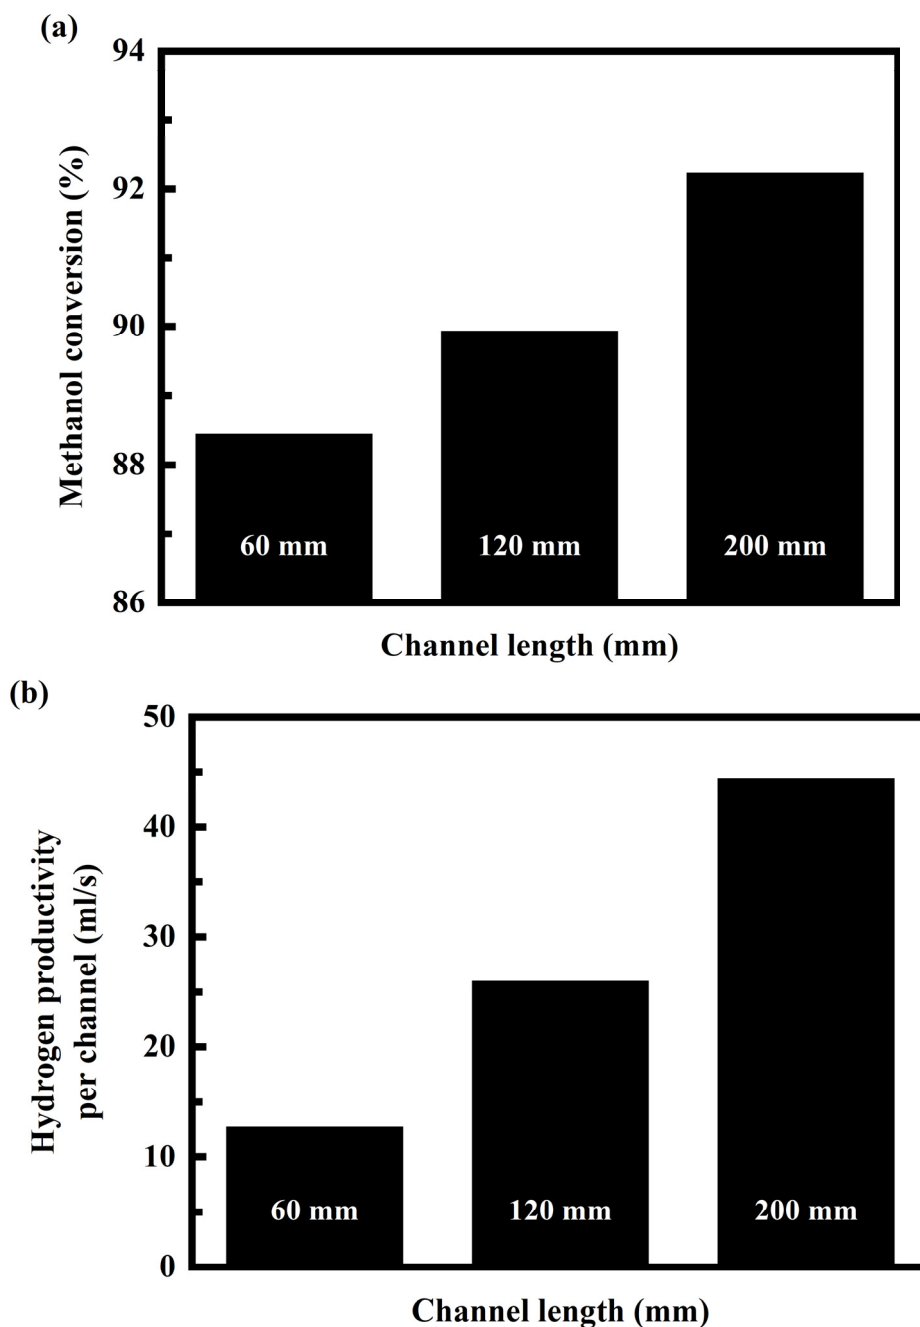 (a)
94
92
90
88
86
Methanol conversion (%)
60 mm
120 mm
200 mm
Channel length (mm)
(b)
50
40
30
20
10
0
Hydrogen productivity
per channel (ml/s)
60 mm
120 mm
200 mm
Channel length (mm)